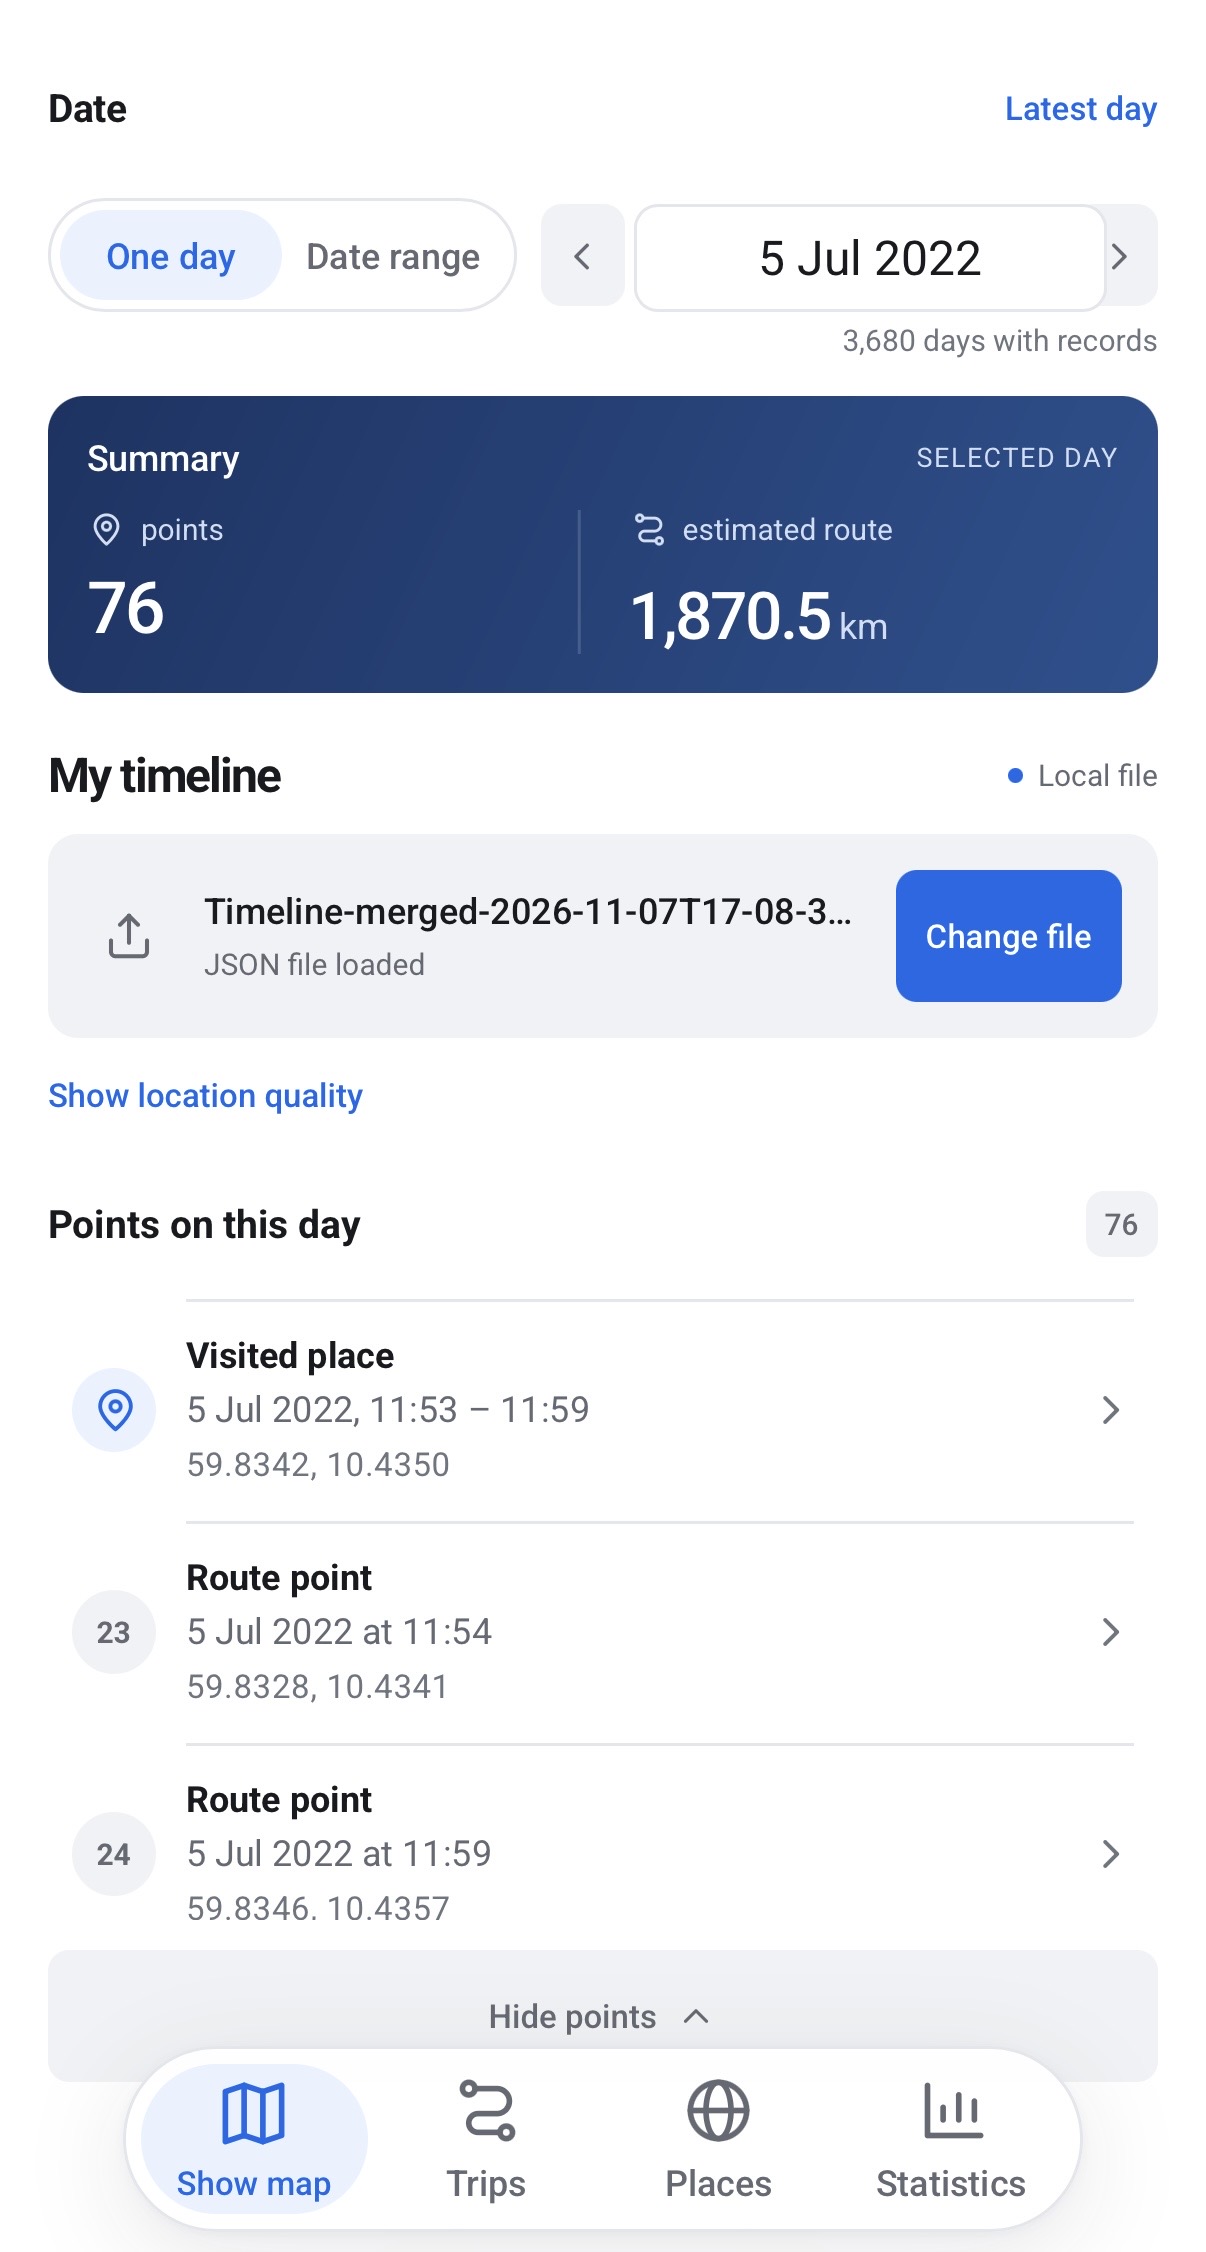 Date
Latest day
One day
Date range
5 Jul 2022
3,680 days with records
Summary
SELECTED DAY
points
estimated route
76
1,870.5 km
My timeline
Local file
Timeline-merged-2026-11-07T17-08-3...
JSON file loaded
Change file
Show location quality
Points on this day
76
Visited place
5 Jul 2022, 11:53 – 11:59
59.8342, 10.4350
23
Route point
5 Jul 2022 at 11:54
59.8328, 10.4341
24
Route point
5 Jul 2022 at 11:59
59.8346, 10.4357
Hide points
Show map
Trips
Places
Statistics